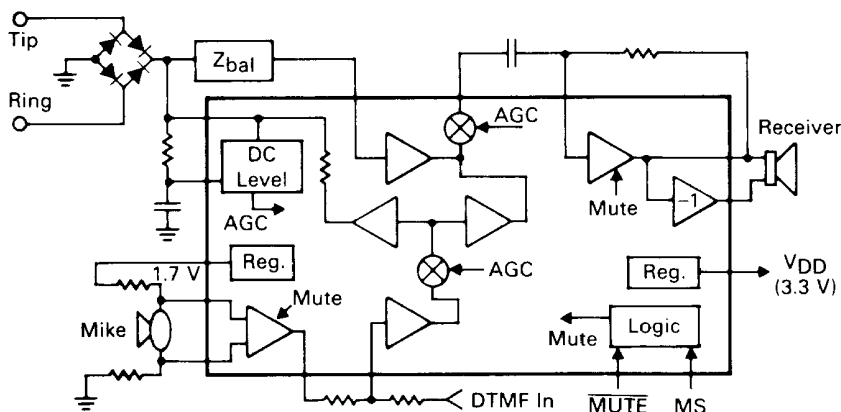 Tip
Ring
Zbal
AGC
Receiver
DC
Level
AGC
Mute
−1
1.7 V
Reg.
Mute
AGC
Reg.
VDD
(3.3 V)
Mike
Mute
Logic
DTMF In
MUTE
MS